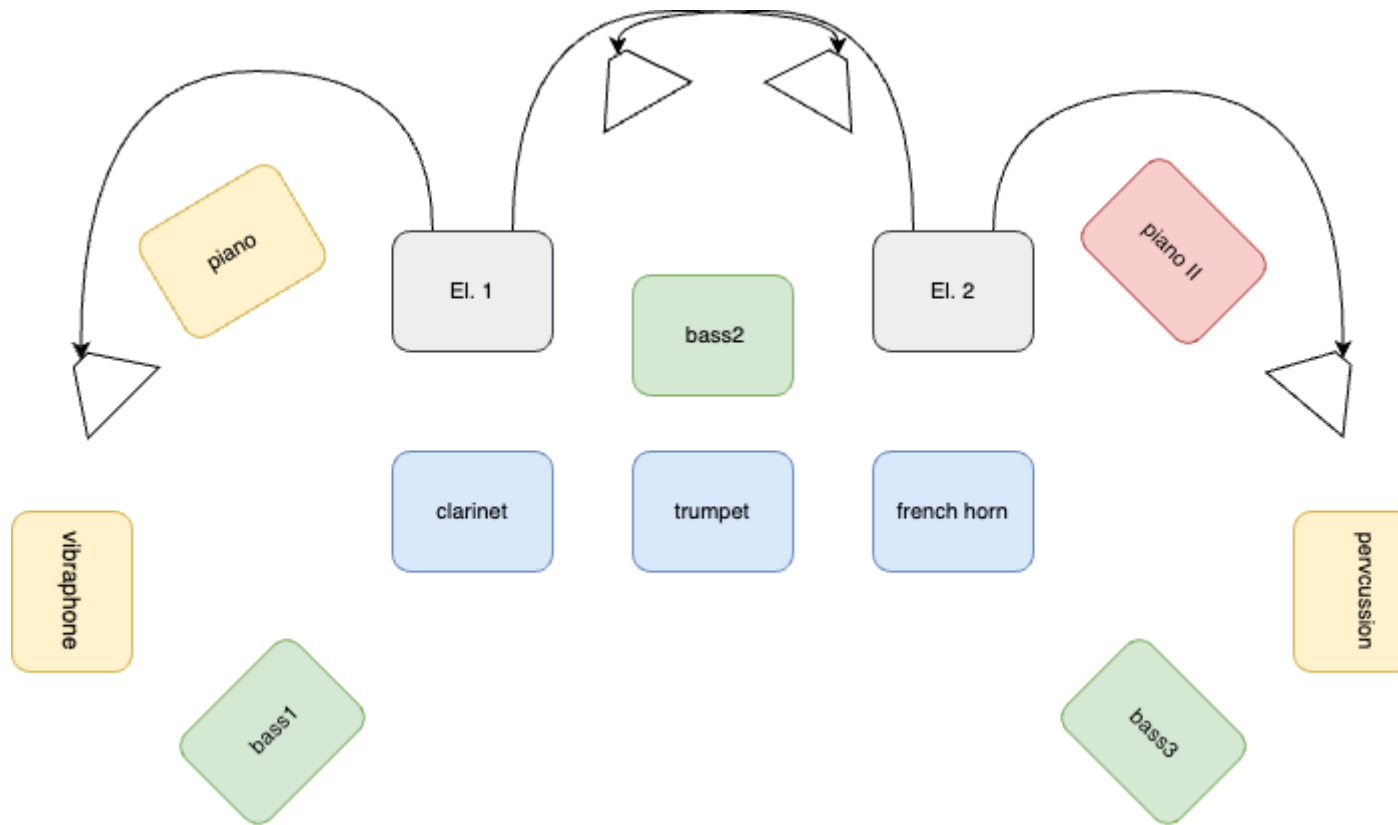 piano
El. 1
bass2
El. 2
piano II
clarinet
trumpet
french horn
vibraphone
pervcussion
bass1
bass3